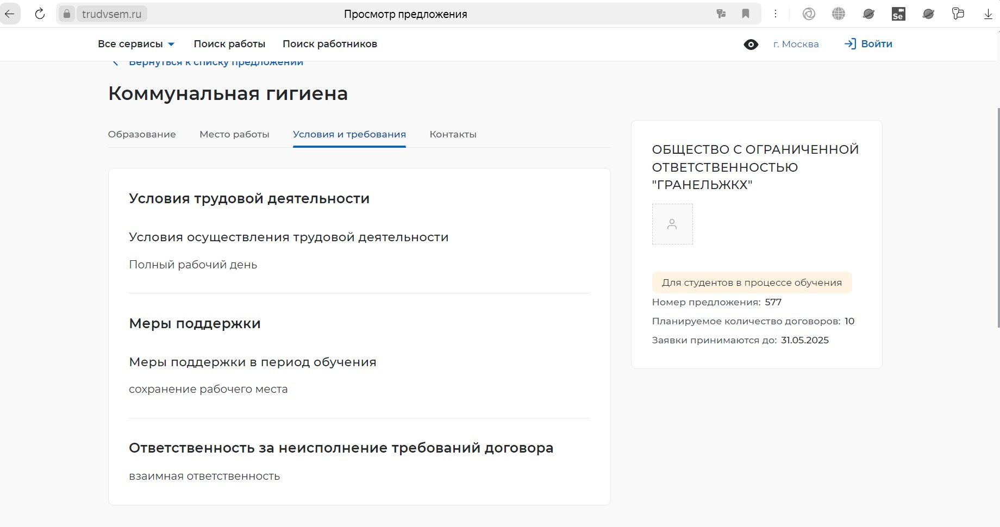 trudvsem.ru
Просмотр предложения
Se
Все сервисы
Поиск работы
Поиск работников
г. Москва
Войти
Вернуться к списку предложений
Коммунальная гигиена
Образование
Место работы
Условия и требования
Контакты
Условия трудовой деятельности
Условия осуществления трудовой деятельности
Полный рабочий день
Меры поддержки
Меры поддержки в период обучения
сохранение рабочего места
Ответственность за неисполнение требований договора
взаимная ответственность
ОБЩЕСТВО С ОГРАНИЧЕННОЙ
ОТВЕТСТВЕННОСТЬЮ
"ГРАНЕЛЬЖКХ"
Для студентов в процессе обучения
Номер предложения: 577
Планируемое количество договоров: 10
Заявки принимаются до: 31.05.2025